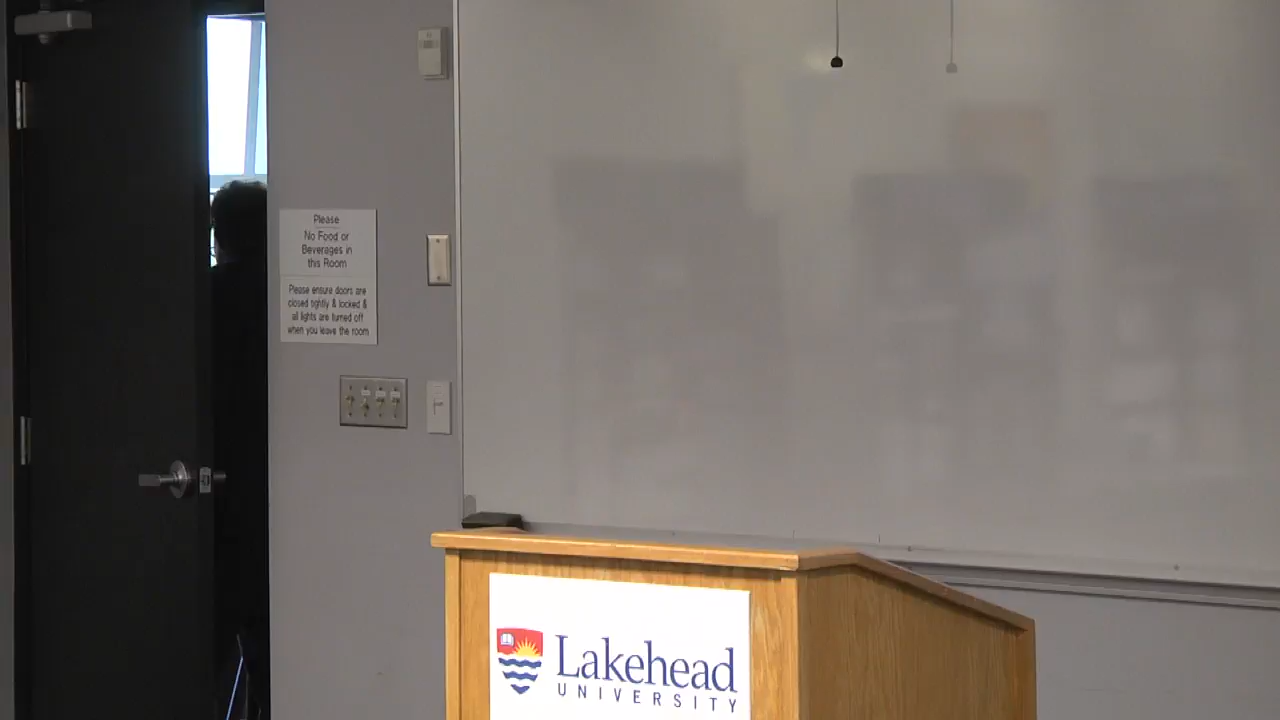 Please
No Food or
Beverages in
this Room
Please ensure doors are
closed tightly & locked &
all lights are turned off
when you leave the room
Lakehead
UNIVERSITY